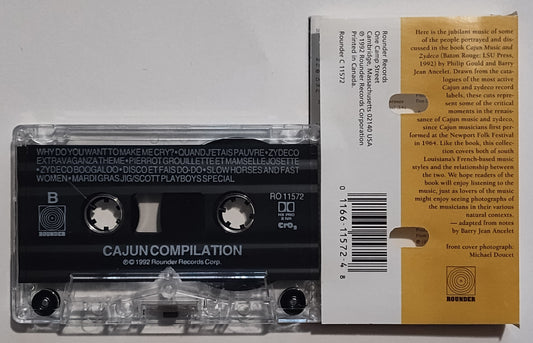 WHY DO YOU WANT TO MAKE ME CRY? • QUAND J'ETAIS PAUVRE • ZYDECO
EXTRAVAGANZA THEME • PIERROT GROUILLETTE ET MAMSELLE JOSETTE
• ZYDECO BOOGALOO • DISCO ET FAIS DO-DO • SLOW HORSES AND FAST
WOMEN • MARDI GRAS JIG/SCOTT PLAYBOYS SPECIAL
B
RO 11572
HX PRO
B NR
CrO2
ROUNDER
CAJUN COMPILATION
℗© 1992 Rounder Records Corp.
Rounder Records
One Camp Street
Cambridge, Massachusetts 02140 USA
℗ 1992 Rounder Records Corporation
Printed in Canada.
Rounder C 11572
0 11661-1572-4 8
Here is the jubilant music of
some of the people portrayed and dis-
cussed in the book Cajun Music and
Zydeco (Baton Rouge: LSU Press,
1992) by Philip Gould and Barry
Jean Ancelet. Drawn from the cata-
logues of the most active
Cajun and zydeco record
labels, these cuts repre-
sent some of the critical
moments in the renais-
sance of Cajun music
and zydeco,
since Cajun musicians first per-
formed at the Newport Folk Festival
in 1964. Like the book, this
collection covers both of south
Louisiana's French-based music
styles and the relationship between
the two. We hope readers of the
book will enjoy listening to the
music, just as lovers of the music
might enjoy seeing photographs of
the musicians in their various
natural contexts.
— adapted from notes
by Barry Jean Ancelet
front cover photograph:
Michael Doucet
ROUNDER